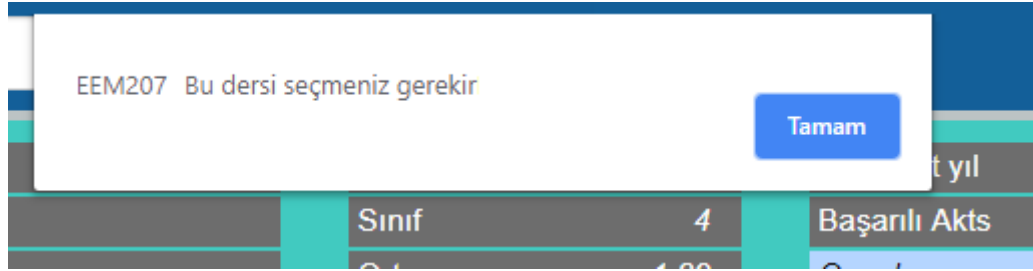 EEM207 Bu dersi seçmeniz gerekir
Tamam
yıl
Sınıf 4 Başarılı Akts